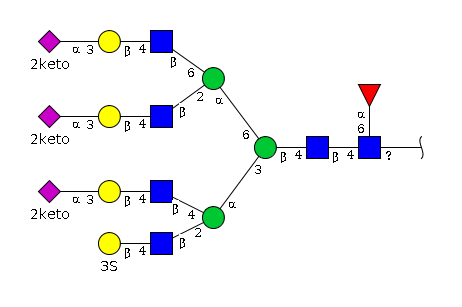 α 3 β 4 β 6
2keto
α 3 β 4 β 2 α
2keto
6
α 6
3 β 4 β 4 ?
α 3 β 4 β 4 α
2keto
β 4 β 2
3S